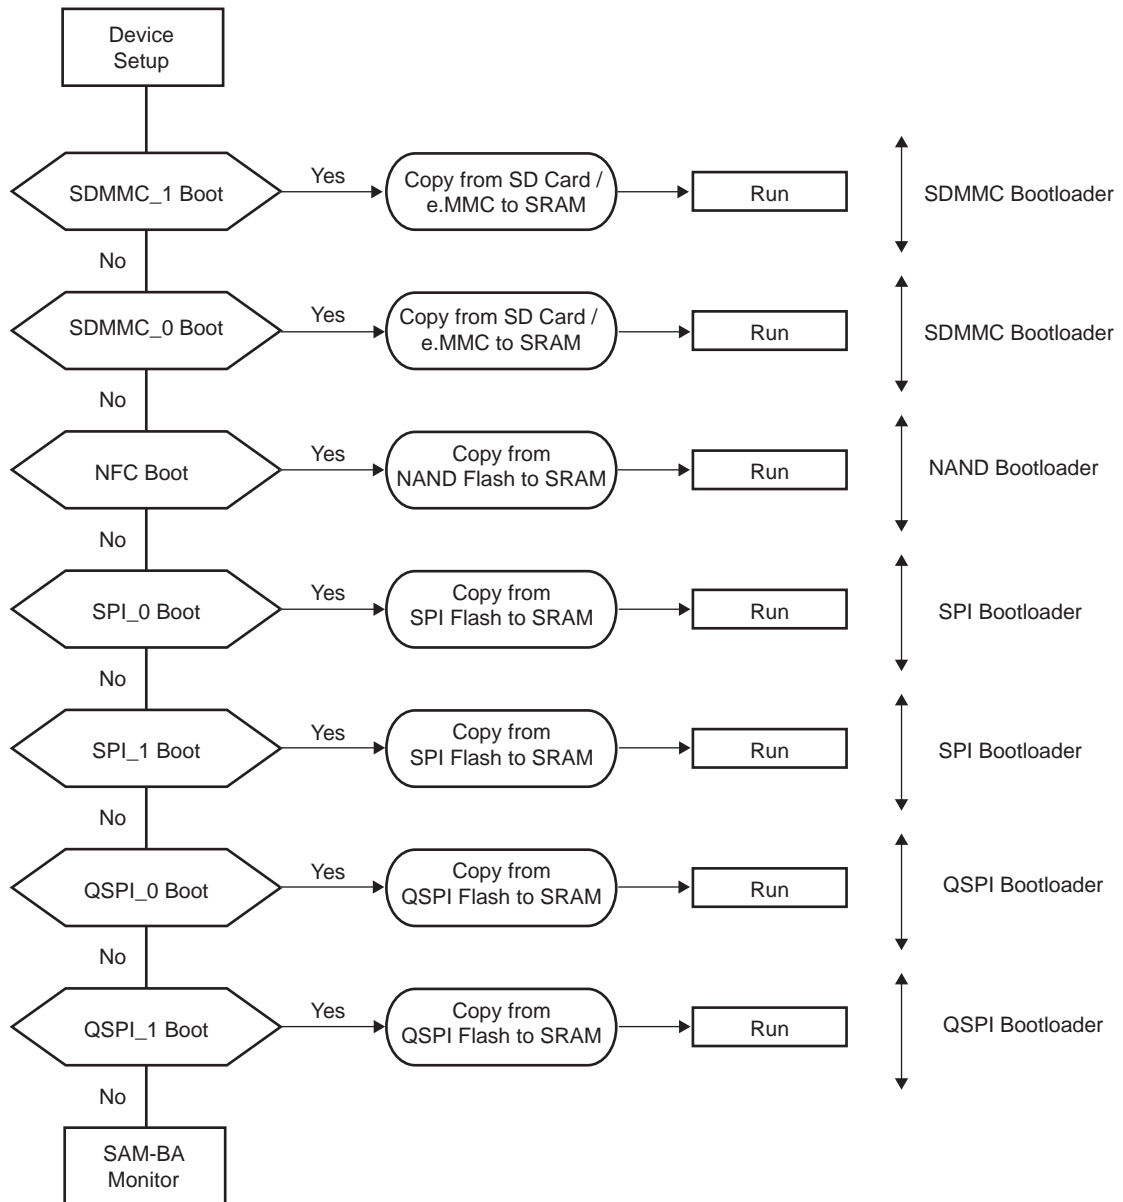 Device
Setup
SDMMC_1 Boot
Yes
Copy from SD Card /
e.MMC to SRAM
Run
SDMMC Bootloader
No
SDMMC_0 Boot
Yes
Copy from SD Card /
e.MMC to SRAM
Run
SDMMC Bootloader
No
NFC Boot
Yes
Copy from
NAND Flash to SRAM
Run
NAND Bootloader
No
SPI_0 Boot
Yes
Copy from
SPI Flash to SRAM
Run
SPI Bootloader
No
SPI_1 Boot
Yes
Copy from
SPI Flash to SRAM
Run
SPI Bootloader
No
QSPI_0 Boot
Yes
Copy from
QSPI Flash to SRAM
Run
QSPI Bootloader
No
QSPI_1 Boot
Yes
Copy from
QSPI Flash to SRAM
Run
QSPI Bootloader
No
SAM-BA
Monitor